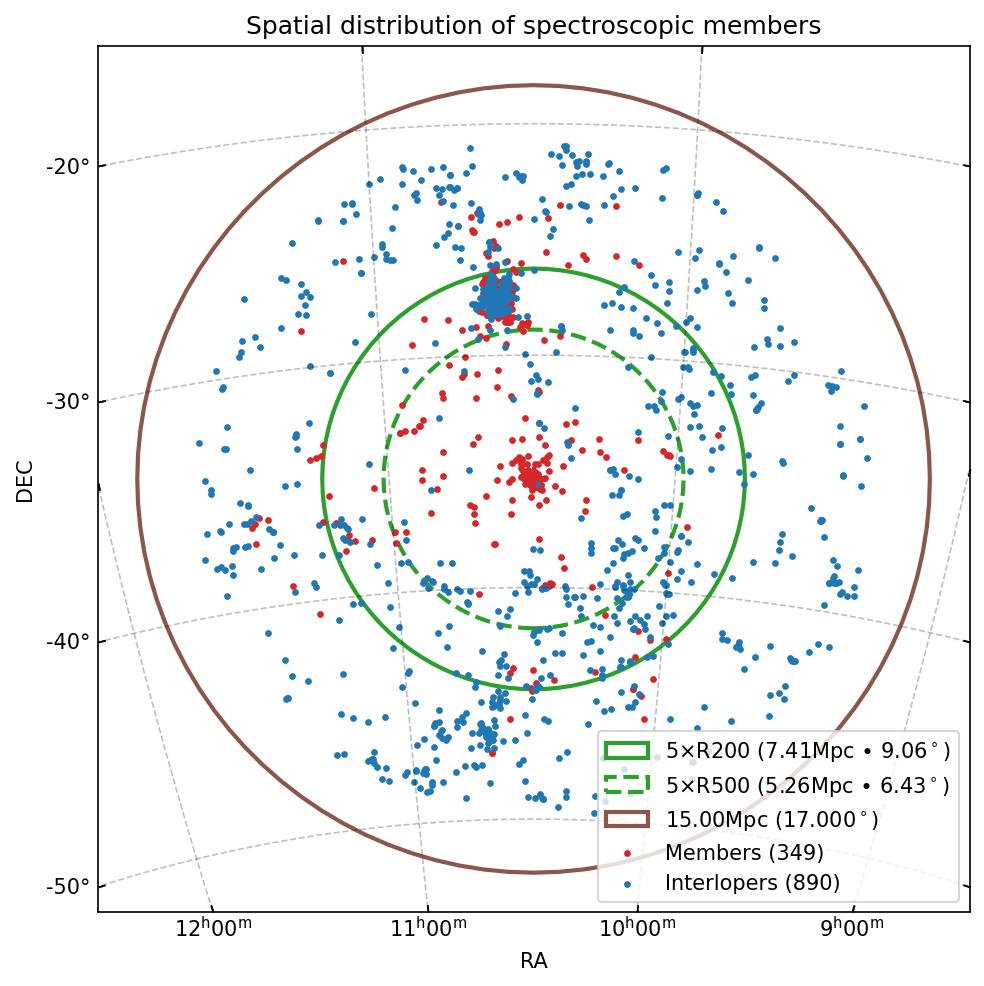 Spatial distribution of spectroscopic members
-20°
-30°
DEC
-40°
-50°
5×R200 (7.41Mpc • 9.06°)
5×R500 (5.26Mpc • 6.43°)
15.00Mpc (17.000°)
Members (349)
Interlopers (890)
12ʰ00ᵐ 11ʰ00ᵐ 10ʰ00ᵐ 9ʰ00ᵐ
RA